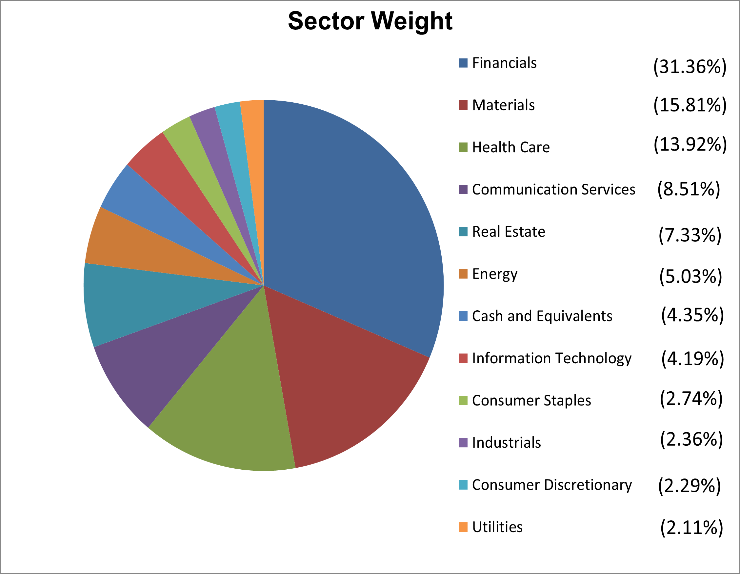 Sector Weight
Financials (31.36%)
Materials (15.81%)
Health Care (13.92%)
Communication Services (8.51%)
Real Estate (7.33%)
Energy (5.03%)
Cash and Equivalents (4.35%)
Information Technology (4.19%)
Consumer Staples (2.74%)
Industrials (2.36%)
Consumer Discretionary (2.29%)
Utilities (2.11%)